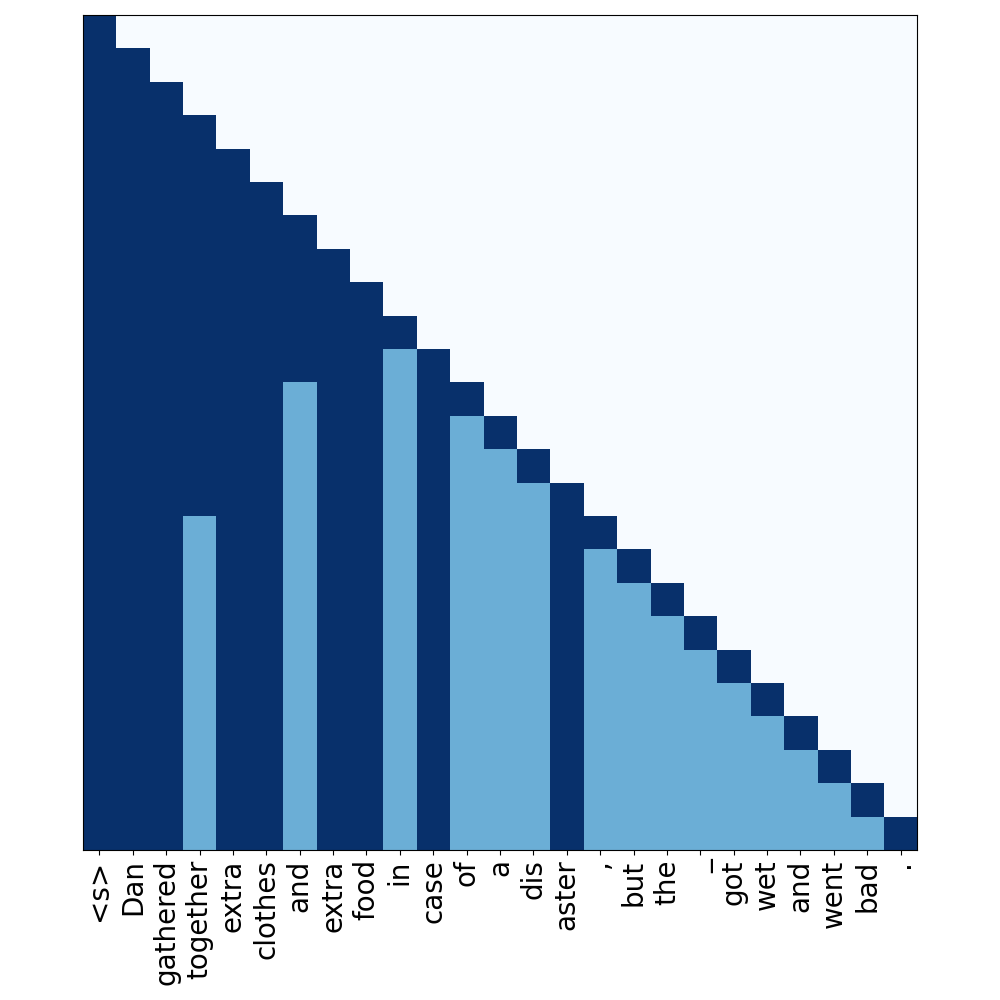 <s> Dan gathered together extra clothes and extra food in case of a dis aster , but the _ got wet and went bad .